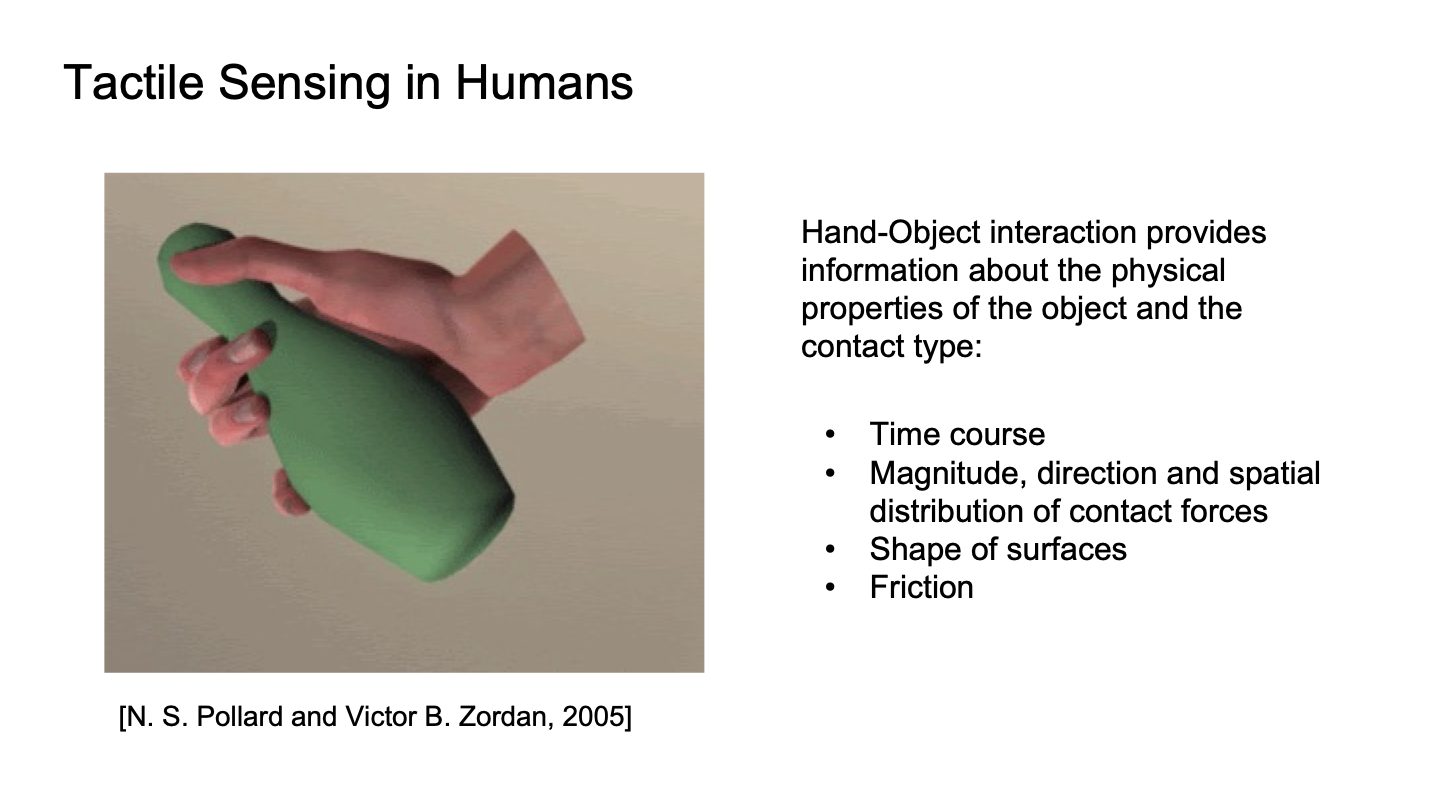 Tactile Sensing in Humans
Hand-Object interaction provides
information about the physical
properties of the object and the
contact type:
• Time course
• Magnitude, direction and spatial
distribution of contact forces
• Shape of surfaces
• Friction
[N. S. Pollard and Victor B. Zordan, 2005]